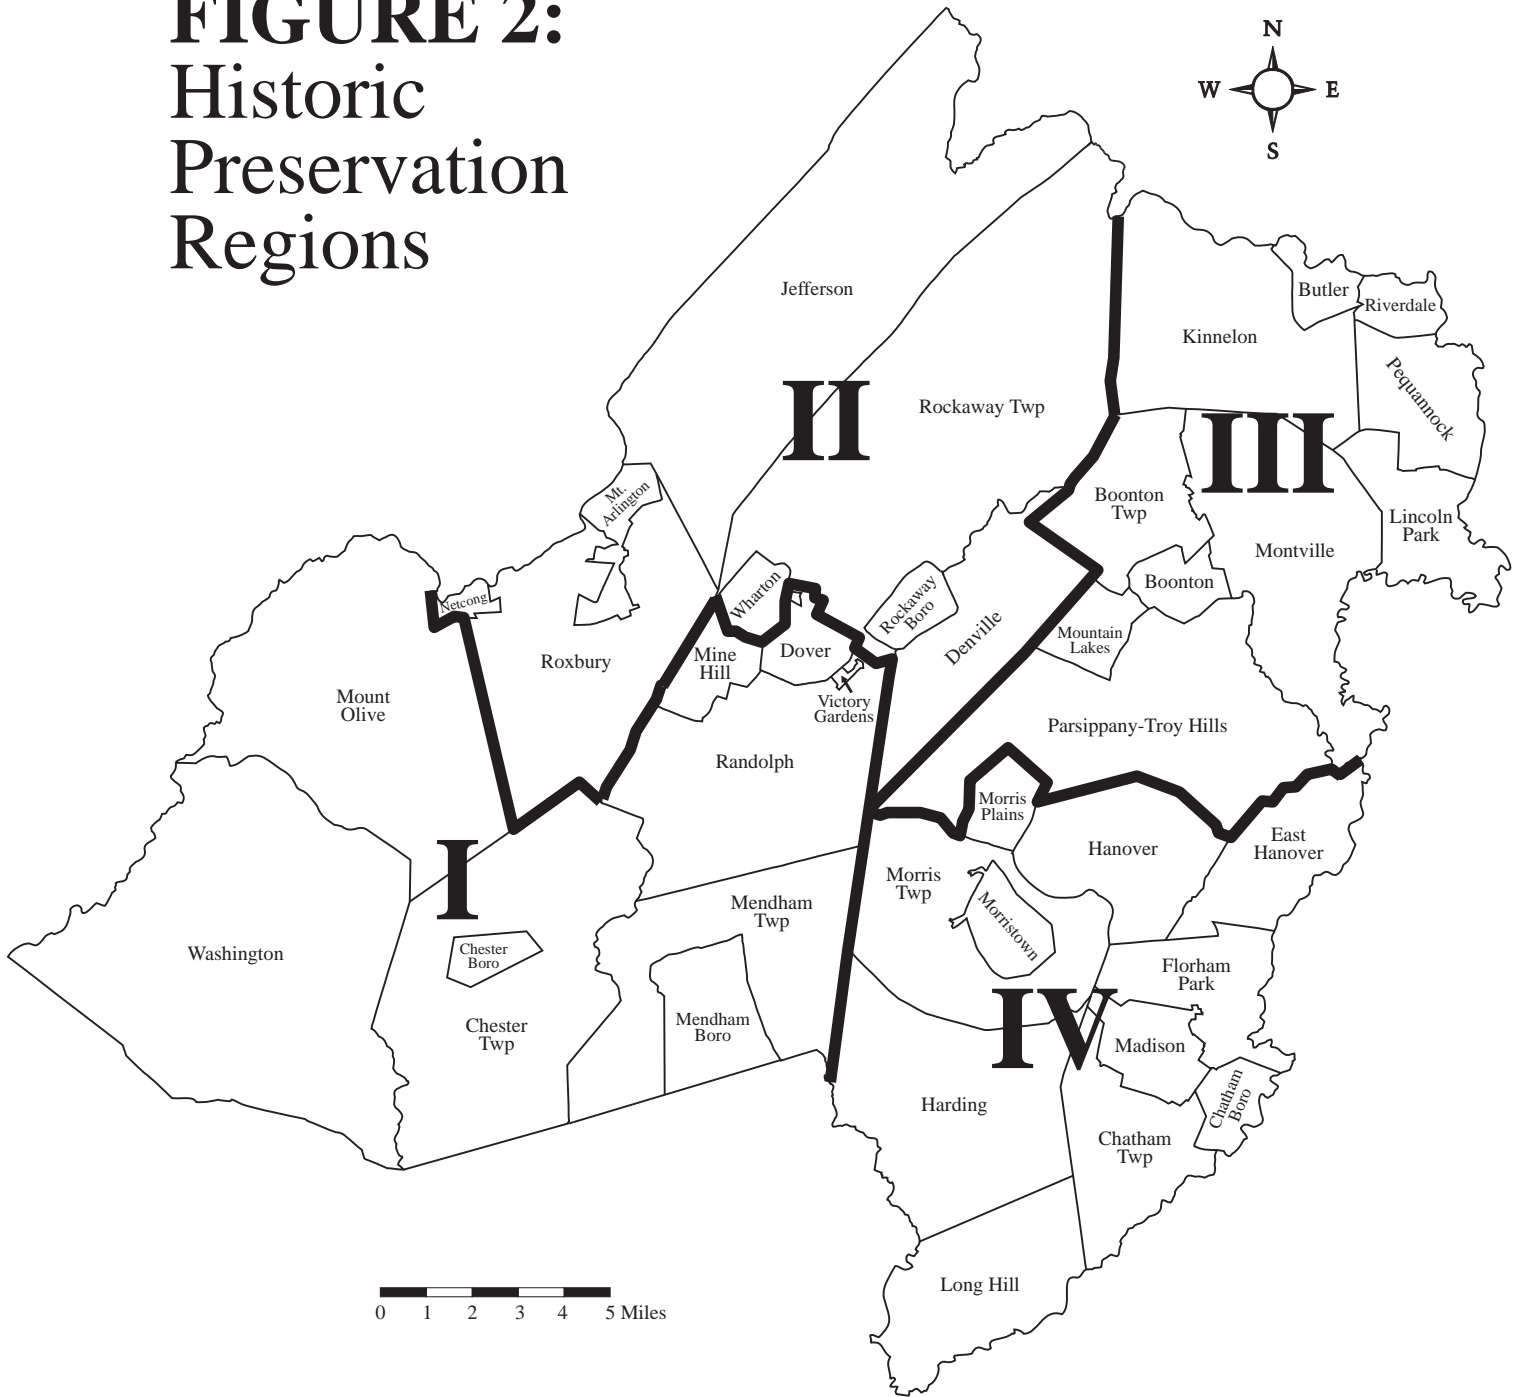 FIGURE 2:
Historic
Preservation
Regions
N
W E
S
Jefferson
Butler
Riverdale
Kinnelon
Pequannock
II
Rockaway Twp
III
Mt.
Arlington
Boonton
Twp
Lincoln
Park
Montville
Netcong
Wharton
Rockaway
Boro
Boonton
Denville
Mountain
Lakes
Roxbury
Mine
Hill
Dover
Victory
Gardens
Mount
Olive
Parsippany-Troy Hills
Randolph
Morris
Plains
I
Hanover
East
Hanover
Morris
Twp
Mendham
Twp
Morristown
Washington
Chester
Boro
Florham
Park
IV
Chester
Twp
Mendham
Boro
Madison
Chatham
Boro
Harding
Chatham
Twp
Long Hill
0 1 2 3 4 5 Miles